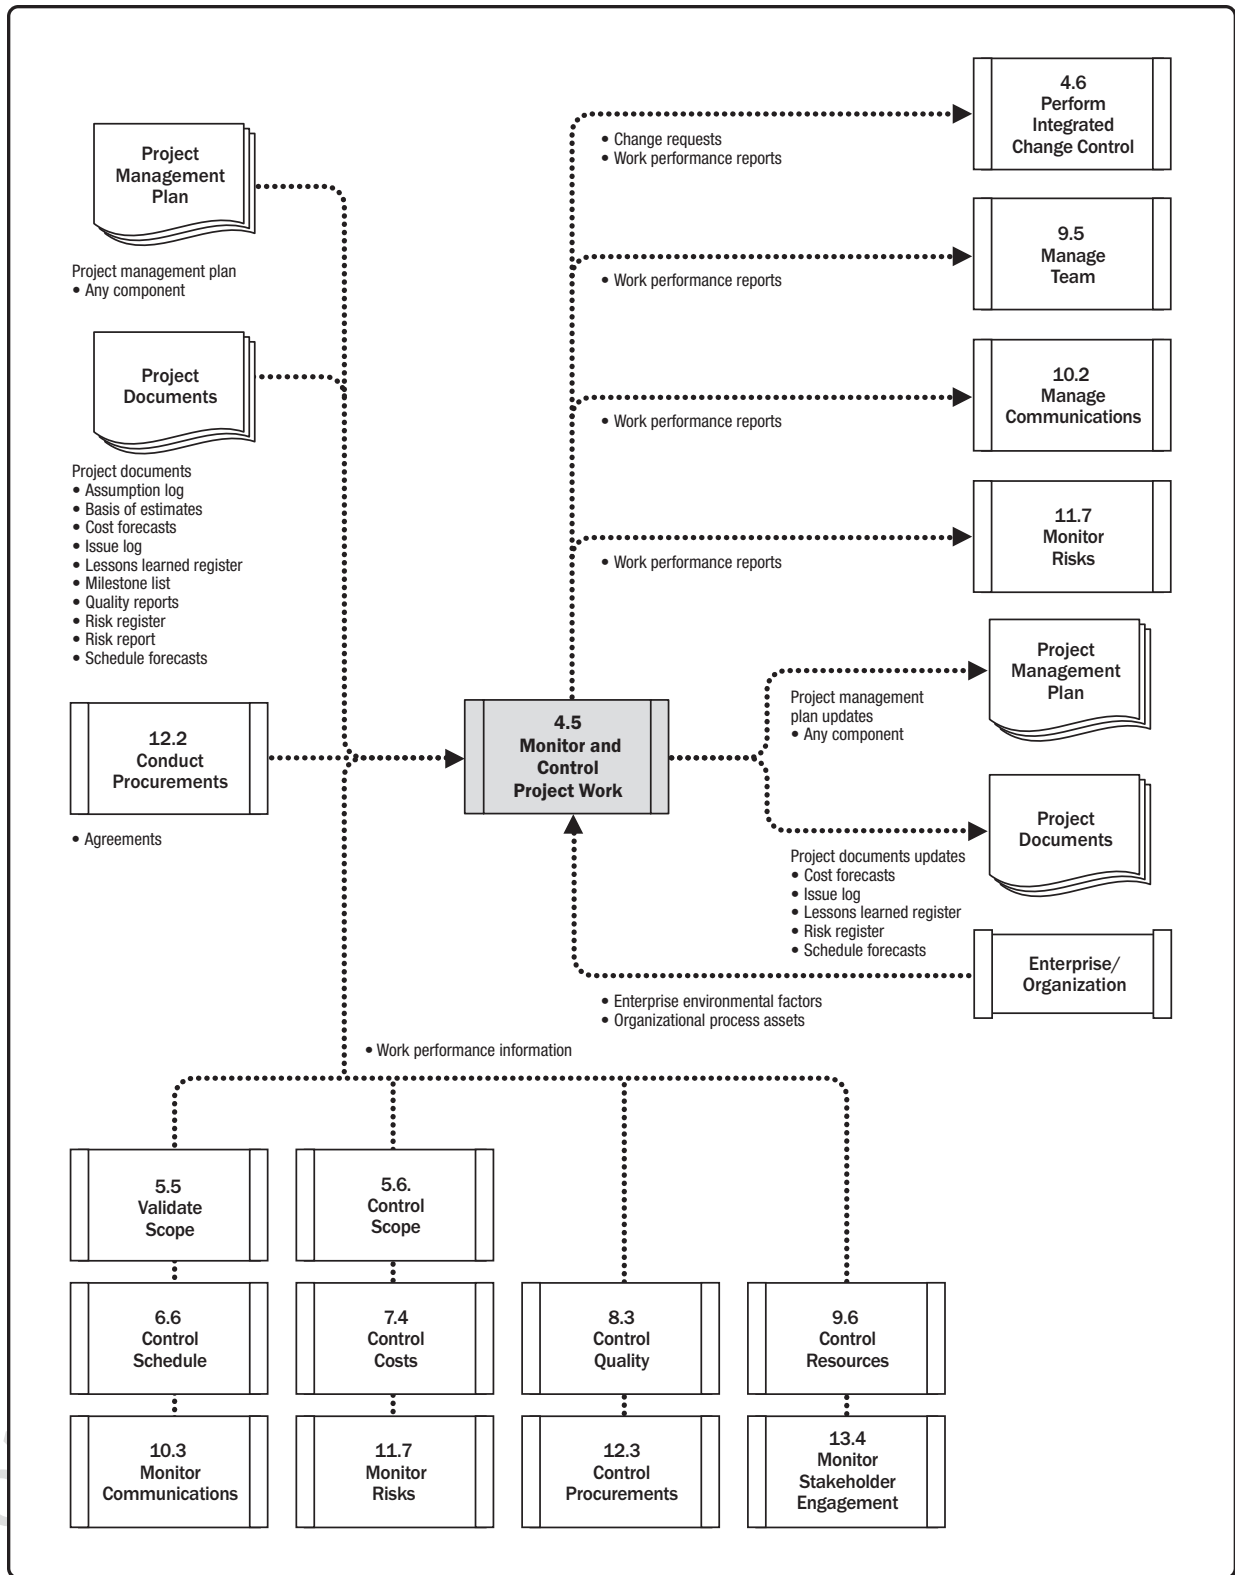 4.6
Perform
Integrated
Change Control
• Change requests
• Work performance reports
Project
Management
Plan
Project management plan
• Any component
9.5
Manage
Team
• Work performance reports
Project
Documents
Project documents
• Assumption log
• Basis of estimates
• Cost forecasts
• Issue log
• Lessons learned register
• Milestone list
• Quality reports
• Risk register
• Risk report
• Schedule forecasts
10.2
Manage
Communications
• Work performance reports
11.7
Monitor
Risks
• Work performance reports
12.2
Conduct
Procurements
• Agreements
4.5
Monitor and
Control
Project Work
Project
Management
Plan
Project management
plan updates
• Any component
Project
Documents
Project documents updates
• Cost forecasts
• Issue log
• Lessons learned register
• Risk register
• Schedule forecasts
Enterprise/
Organization
• Enterprise environmental factors
• Organizational process assets
• Work performance information
5.5
Validate
Scope
5.6.
Control
Scope
6.6
Control
Schedule
7.4
Control
Costs
8.3
Control
Quality
9.6
Control
Resources
10.3
Monitor
Communications
11.7
Monitor
Risks
12.3
Control
Procurements
13.4
Monitor
Stakeholder
Engagement